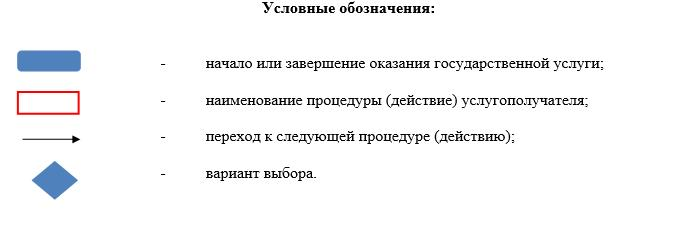 Условные обозначения:
- начало или завершение оказания государственной услуги;
- наименование процедуры (действие) услугополучателя;
- переход к следующей процедуре (действию);
- вариант выбора.